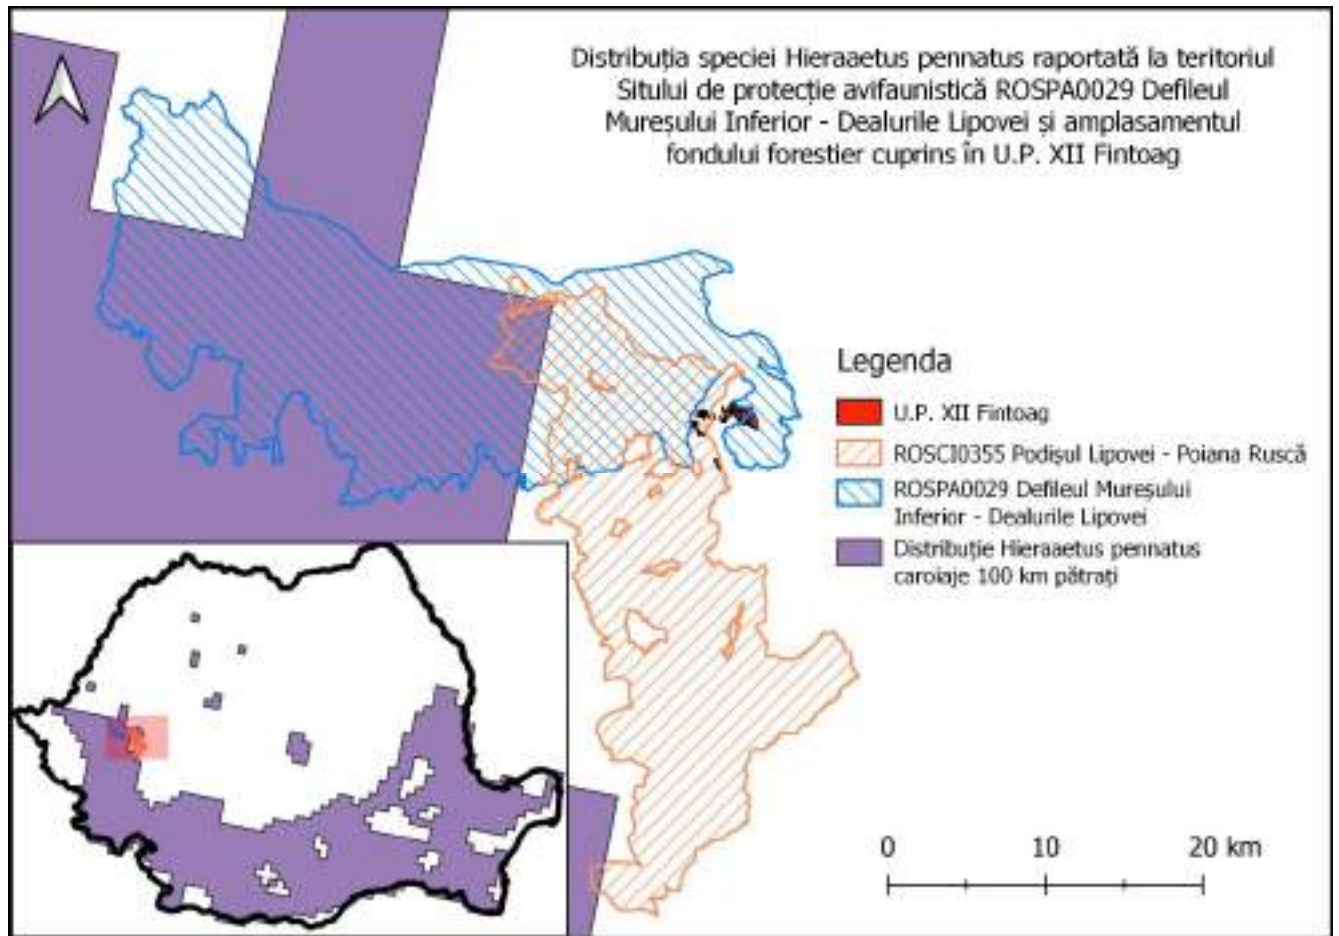 Distribuția speciei Hieraaetus pennatus raportată la teritoriul
Sitului de protecție avifaunistică ROSPA0029 Defileul
Mureșului Inferior - Dealurile Lipovei și amplasamentul
fondului forestier cuprins în U.P. XII Fintoag
Legenda
U.P. XII Fintoag
ROSCI0355 Podișul Lipovei - Poiana Ruscă
ROSPA0029 Defileul Mureșului
Inferior - Dealurile Lipovei
Distribuție Hieraaetus pennatus
caroiaje 100 km pătrați
0 10 20 km